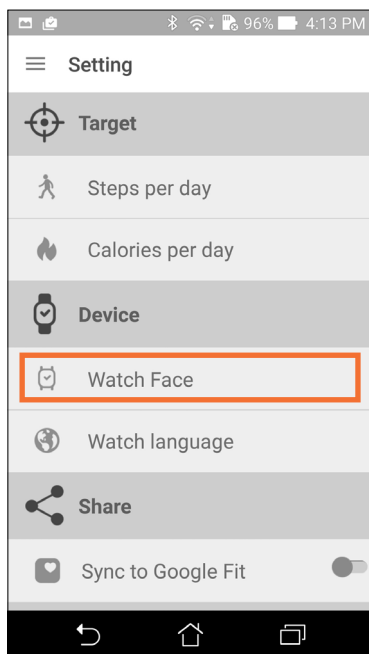 96% 4:13 PM
Setting
Target
Steps per day
Calories per day
Device
Watch Face
Watch language
Share
Sync to Google Fit